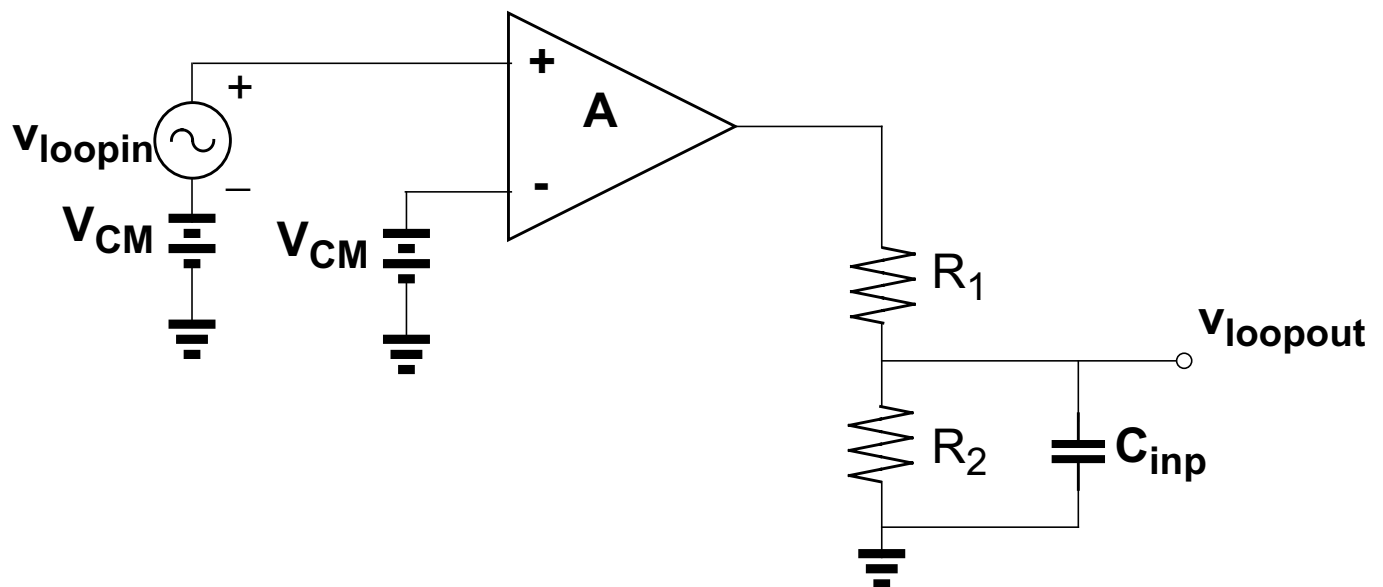 +
A
-
+
v_loopin
–
V_CM
V_CM
R_1
v_loopout
R_2
C_inp